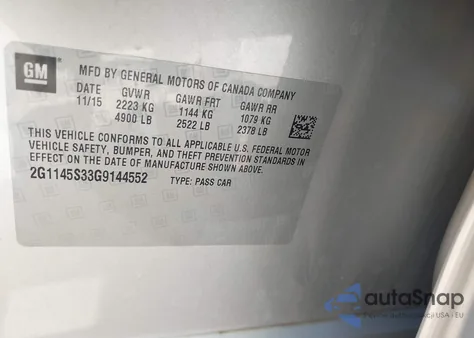 GM
MFD BY GENERAL MOTORS OF CANADA COMPANY
DATE GVWR GAWR FRT GAWR RR
11/15 2223 KG 1144 KG 1079 KG
4900 LB 2522 LB 2378 LB
THIS VEHICLE CONFORMS TO ALL APPLICABLE U.S. FEDERAL MOTOR
VEHICLE SAFETY, BUMPER, AND THEFT PREVENTION STANDARDS
IN EFFECT ON THE DATE OF MANUFACTURE SHOWN ABOVE.
2G1145S33G9144552 TYPE: PASS CAR
autoSnap